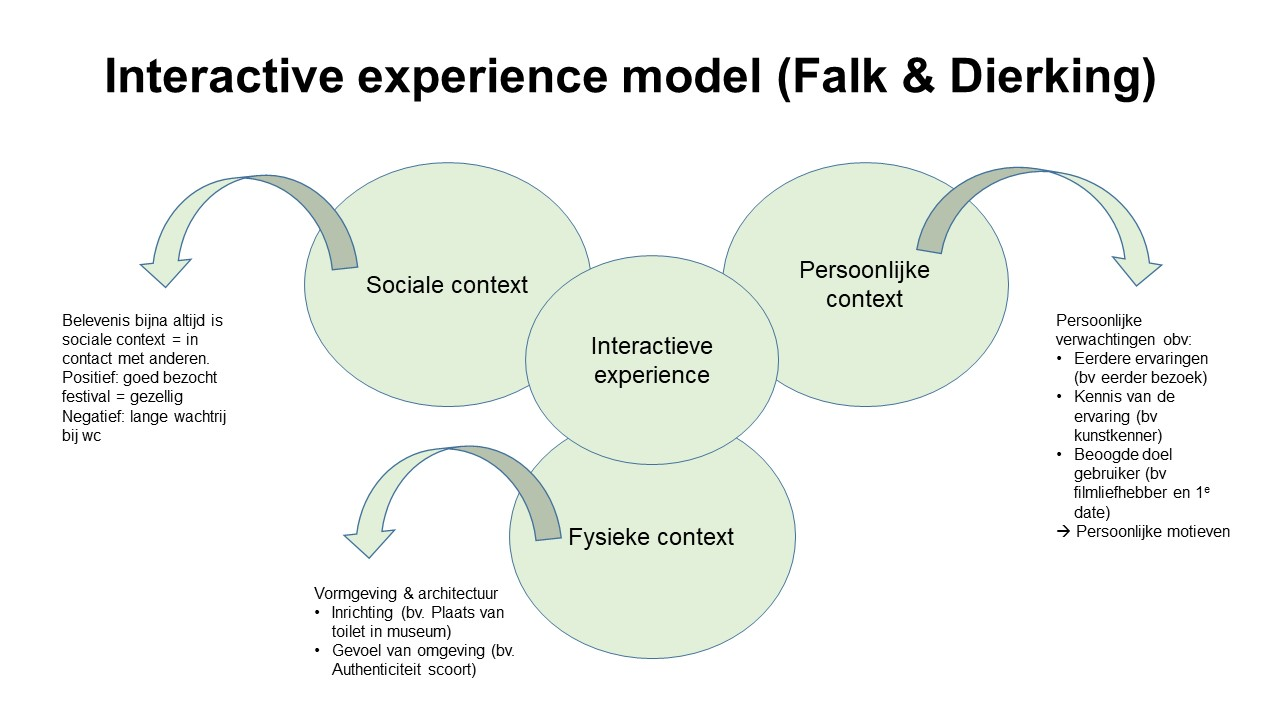 Interactive experience model (Falk & Dierking)
Sociale context
Persoonlijke
context
Interactieve
experience
Fysieke context
Belevenis bijna altijd is
sociale context = in
contact met anderen.
Positief: goed bezocht
festival = gezellig
Negatief: lange wachtrij
bij wc
Persoonlijke
verwachtingen obv:
• Eerdere ervaringen
(bv eerder bezoek)
• Kennis van de
ervaring (bv
kunstkenner)
• Beoogde doel
gebruiker (bv
filmliefhebber en 1e
date)
→ Persoonlijke motieven
Vormgeving & architectuur
• Inrichting (bv. Plaats van
toilet in museum)
• Gevoel van omgeving (bv.
Authenticiteit scoort)